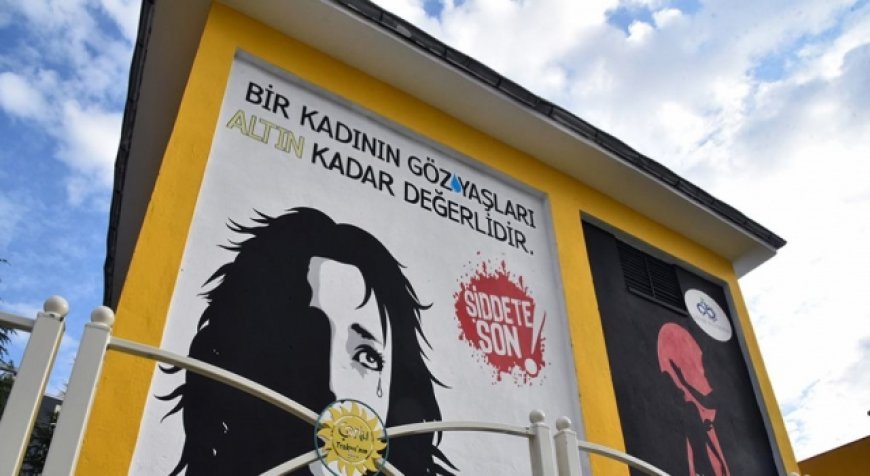 BİR KADININ GÖZYAŞLARI
ALTIN KADAR DEĞERLİDİR.
ŞİDDETE
SON!